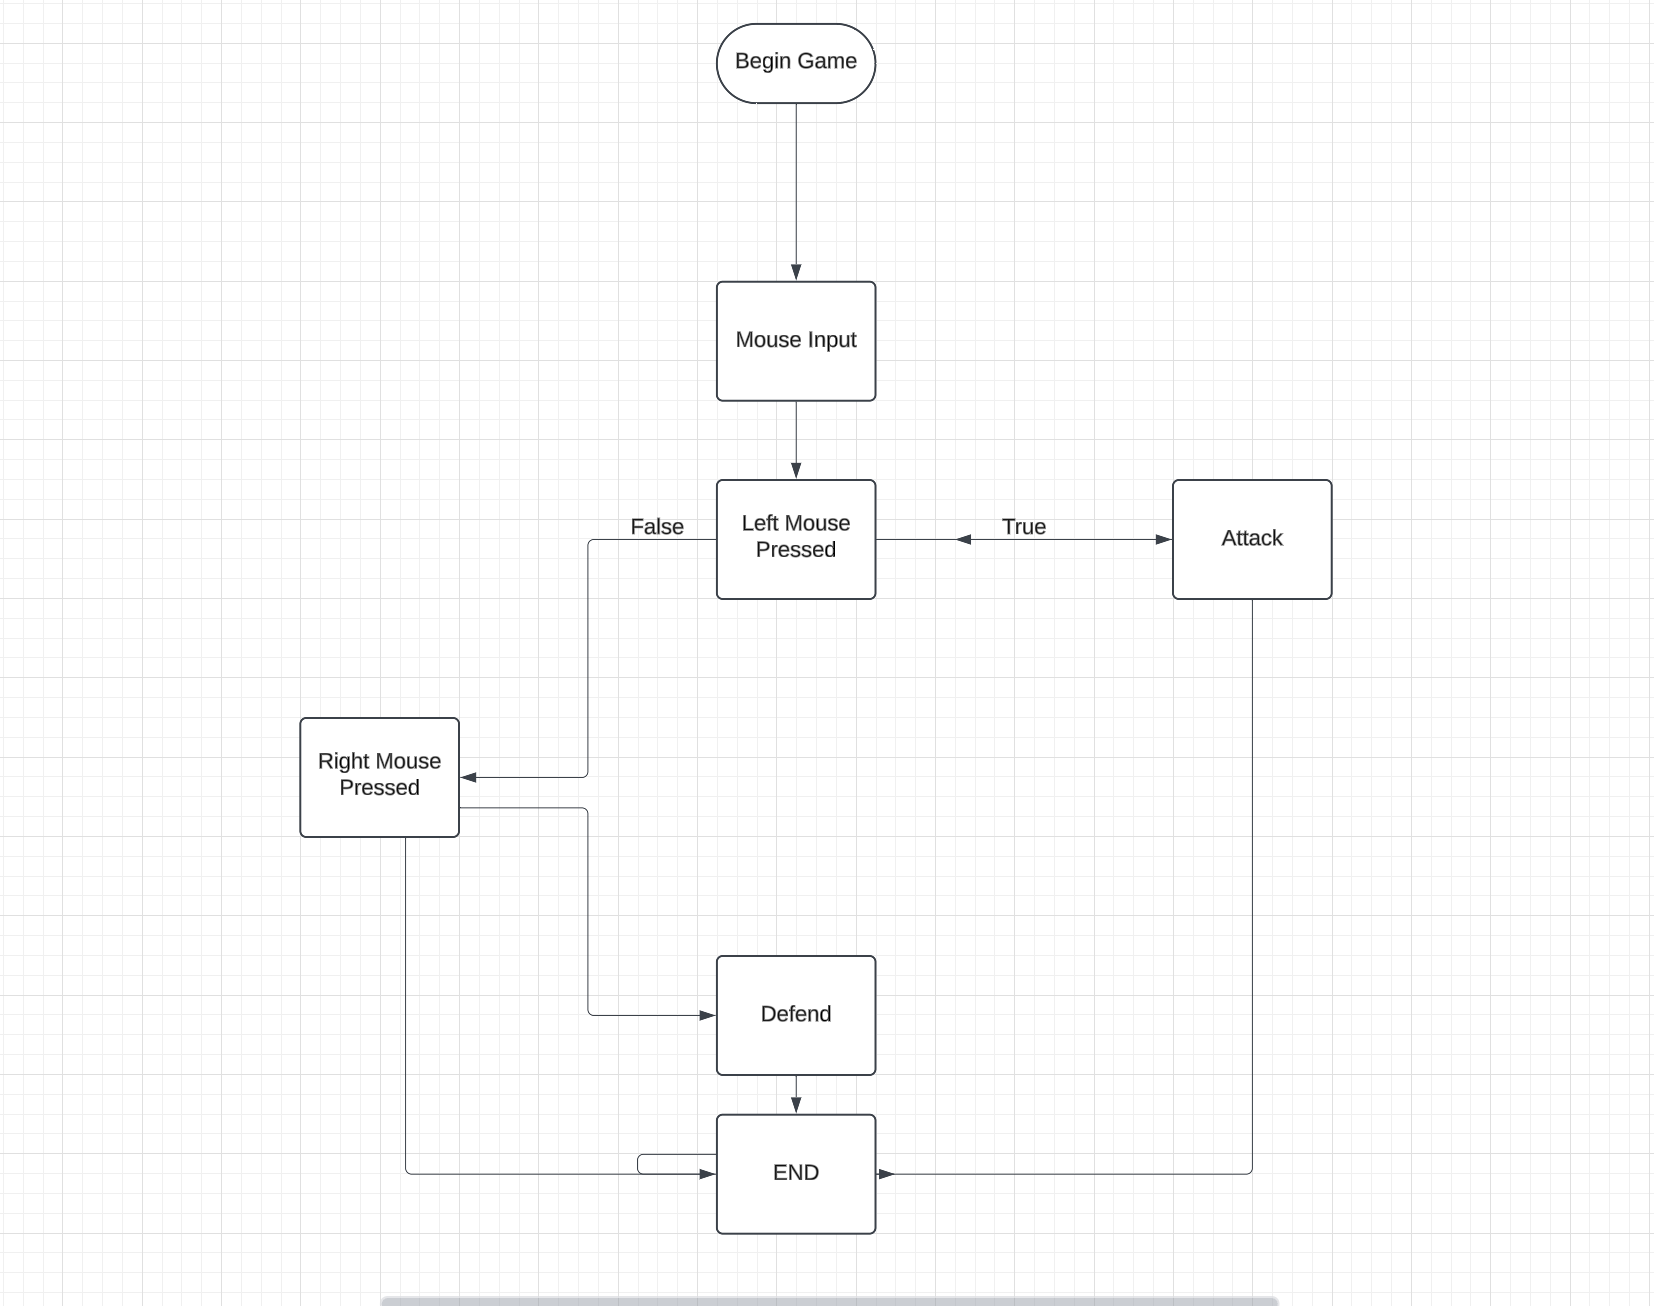 Begin Game
Mouse Input
Left Mouse
Pressed
False
True
Attack
Right Mouse
Pressed
Defend
END